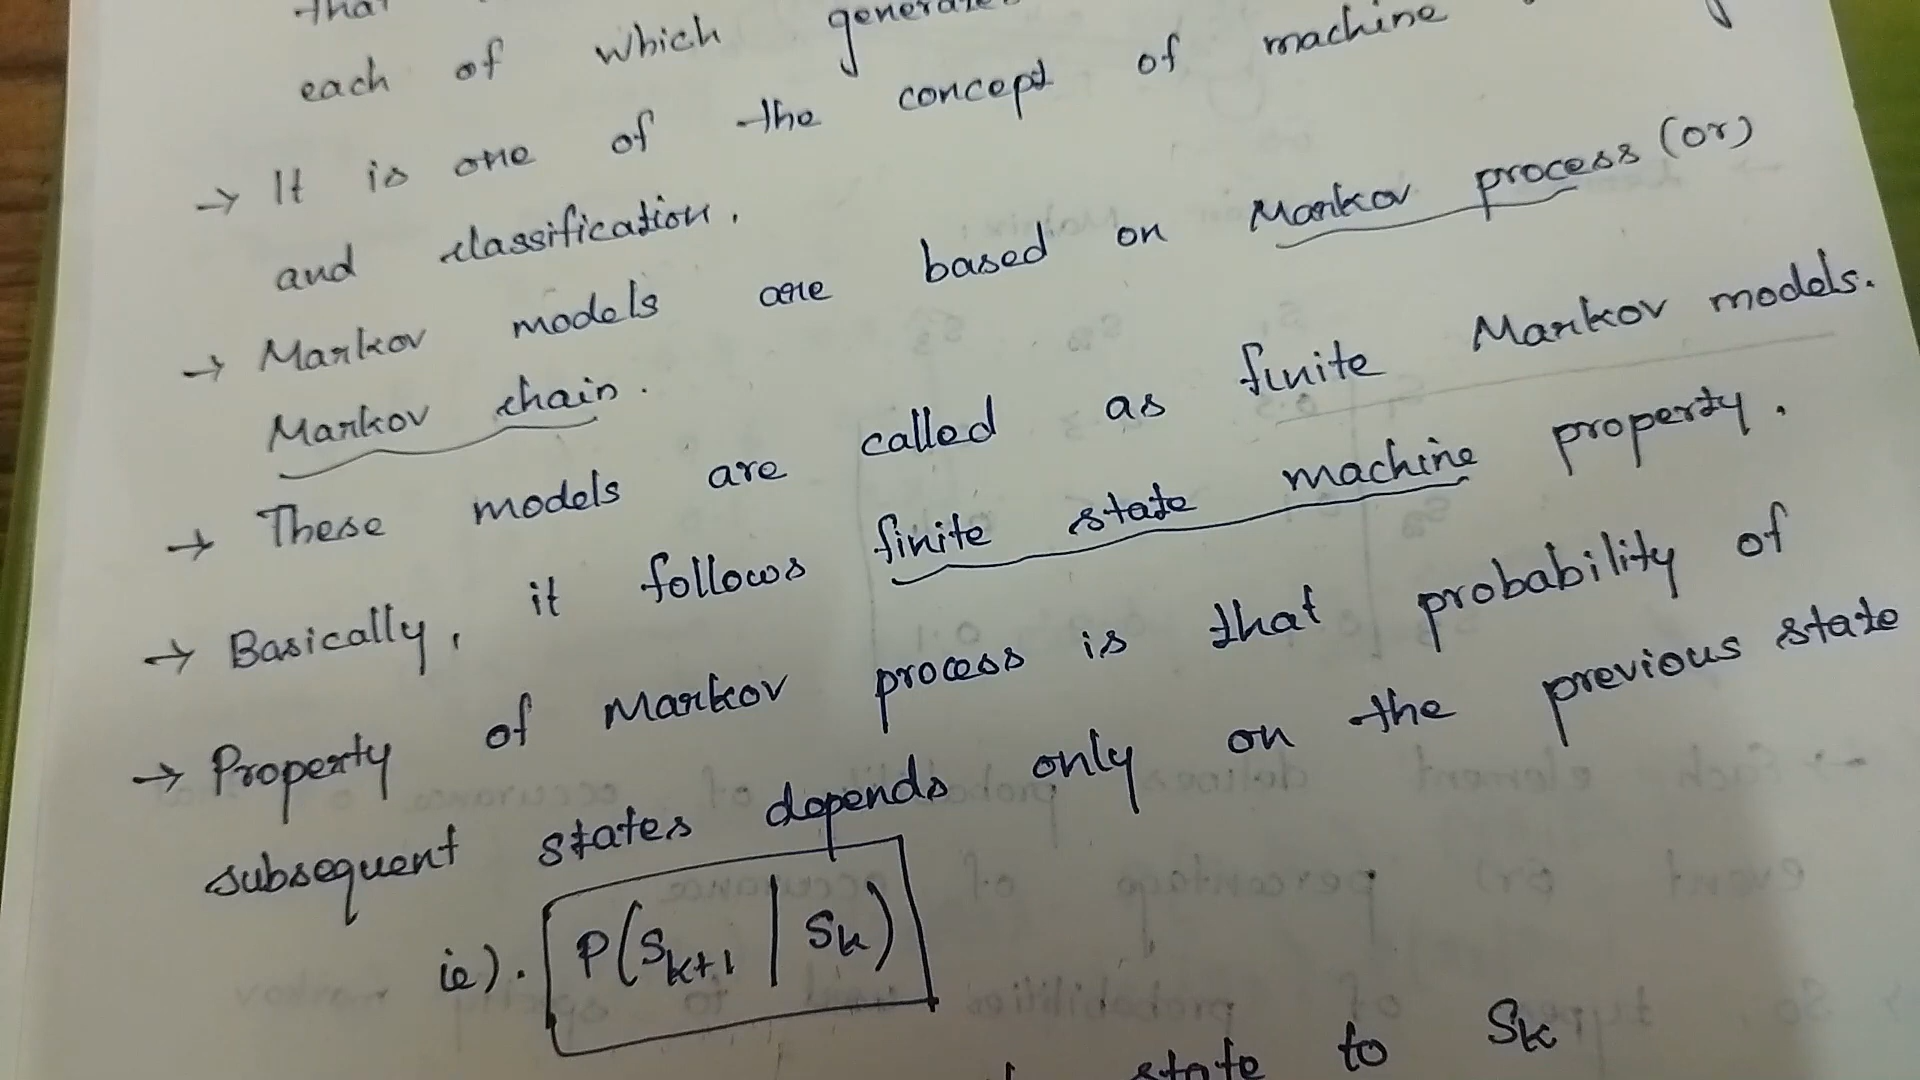 each of which
→ It is one of the concept of machine
and classification.
→ Markov models are based on Markov process (or)
Markov chain.
→ These models are called as finite Markov models.
→ Basically, it follows finite state machine property.
→ Property of Markov process is that probability of
subsequent states depends only on the previous state
ie). P(Sk+1 | Sk)
state to Sk